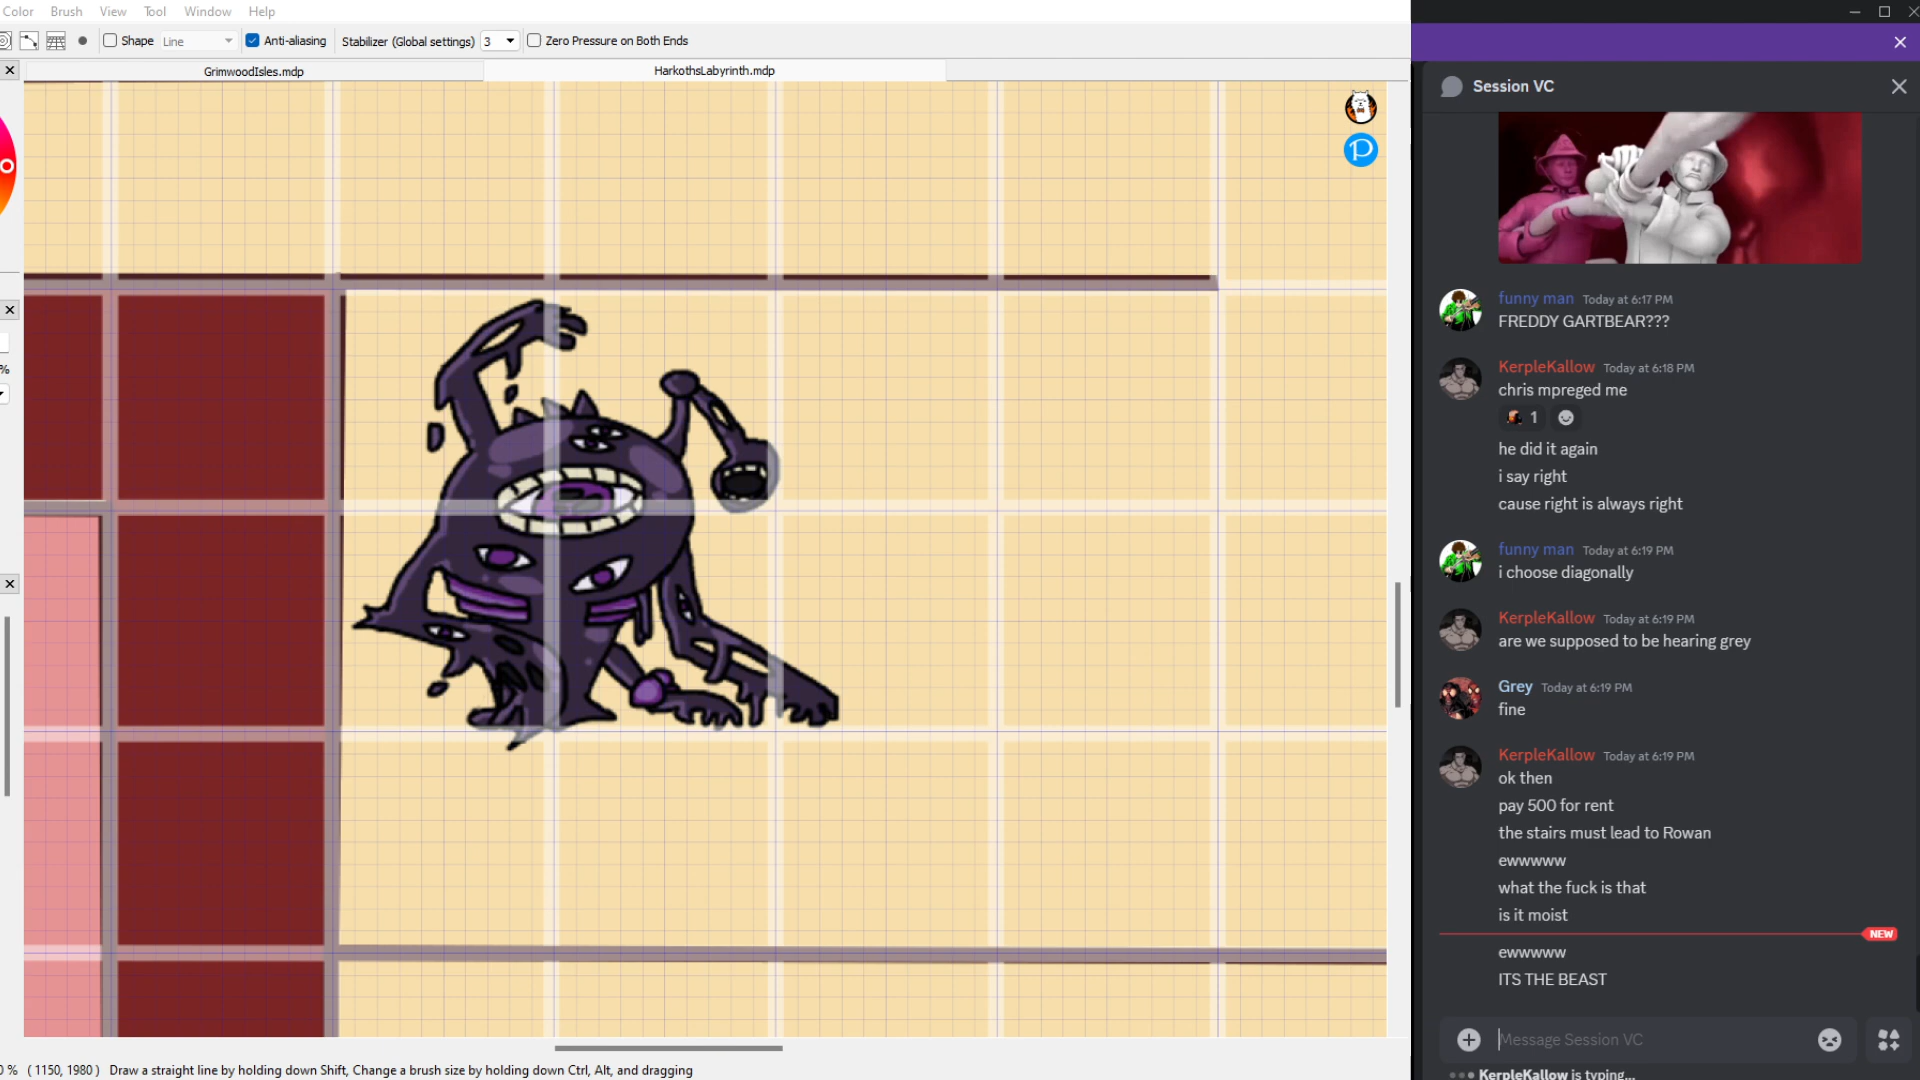 Color Brush View Tool Window Help
Shape Line Anti-aliasing Stabilizer (Global settings) 3 Zero Pressure on Both Ends
GrimwoodIsles.mdp HarkothsLabyrinth.mdp
%
Session VC
funny man Today at 6:17 PM
FREDDY GARTBEAR???
KerpleKallow Today at 6:18 PM
chris mpreged me
1
he did it again
i say right
cause right is always right
funny man Today at 6:19 PM
i choose diagonally
KerpleKallow Today at 6:19 PM
are we supposed to be hearing grey
Grey Today at 6:19 PM
fine
KerpleKallow Today at 6:19 PM
ok then
pay 500 for rent
the stairs must lead to Rowan
ewwwww
what the fuck is that
is it moist
NEW
ewwwww
ITS THE BEAST
Message Session VC
KerpleKallow is typing...
0 % ( 1150, 1980 ) Draw a straight line by holding down Shift, Change a brush size by holding down Ctrl, Alt, and dragging